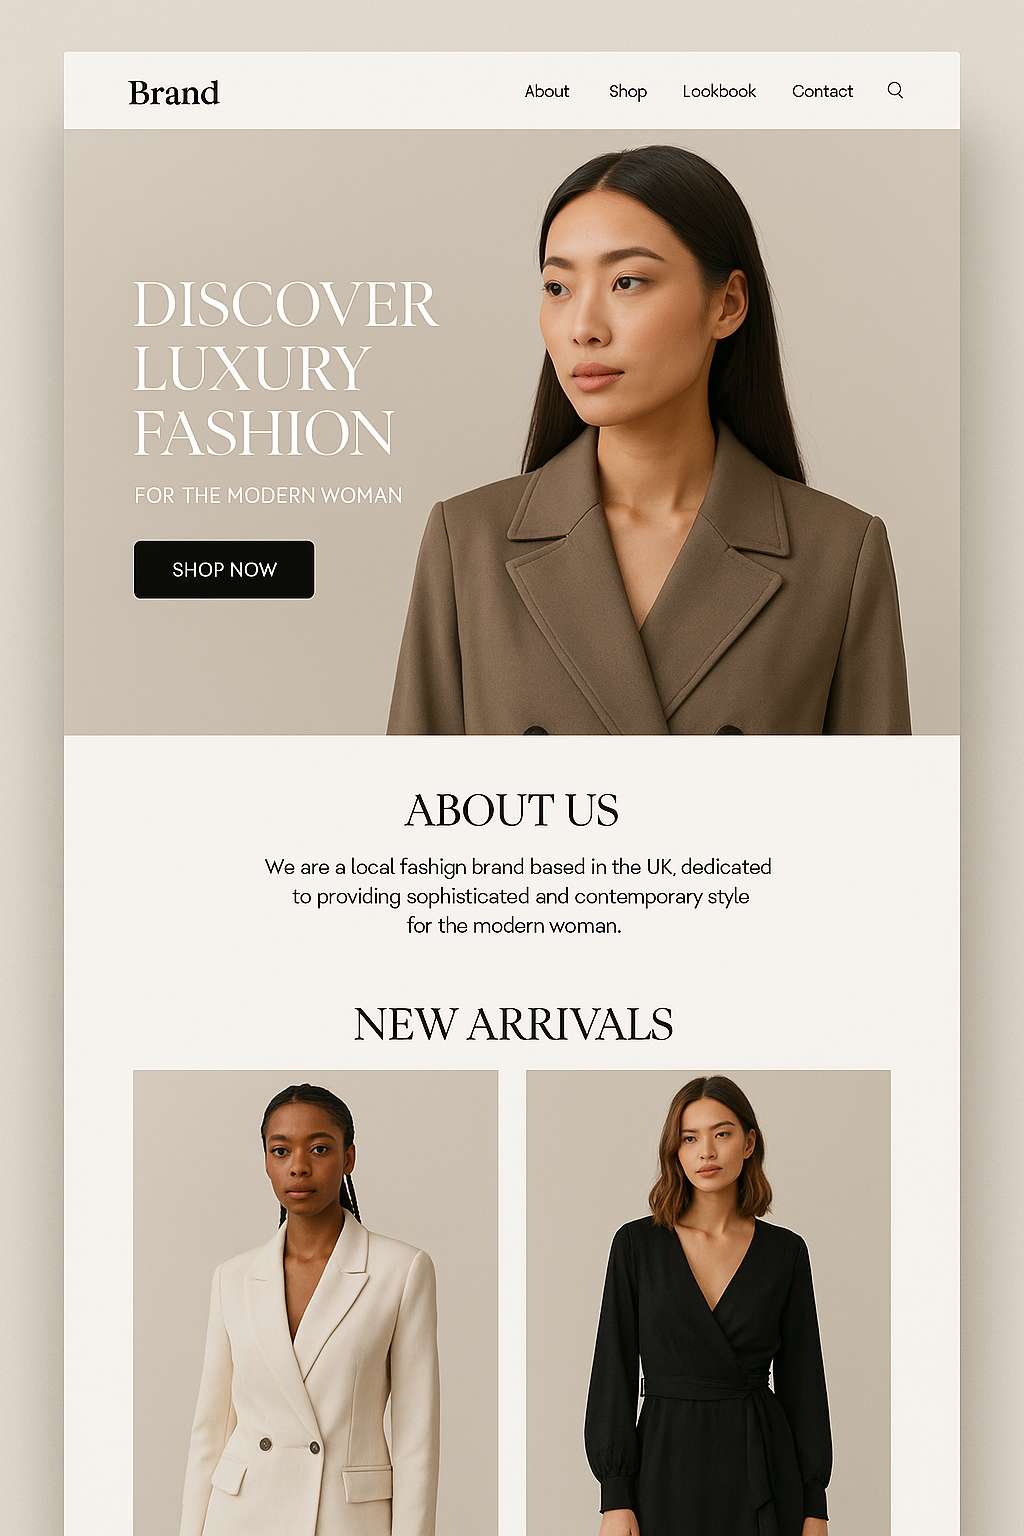 Brand
About Shop Lookbook Contact
DISCOVER
LUXURY
FASHION
FOR THE MODERN WOMAN
SHOP NOW
ABOUT US
We are a local fashign brand based in the UK, dedicated
to providing sophisticated and contemporary style
for the modern woman.
NEW ARRIVALS